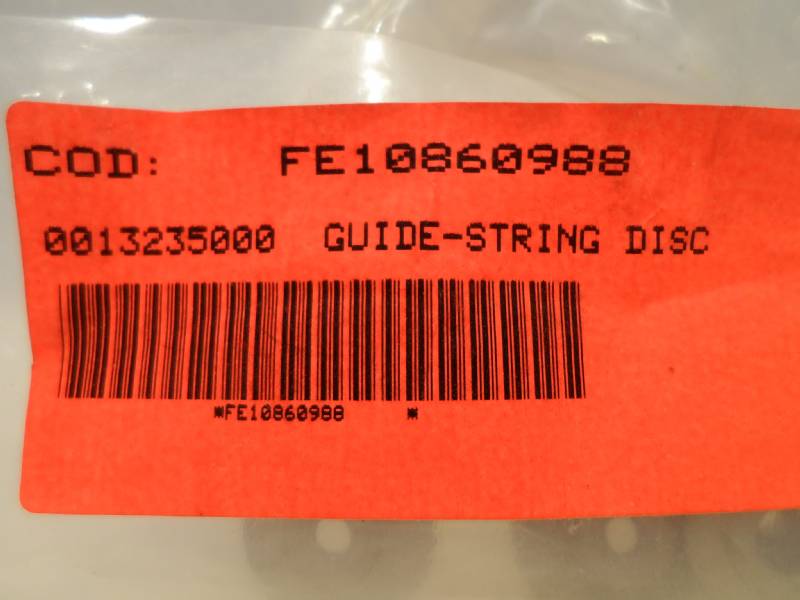 COD: FE10860988
0013235000 GUIDE-STRING DISC
*FE10860988 *